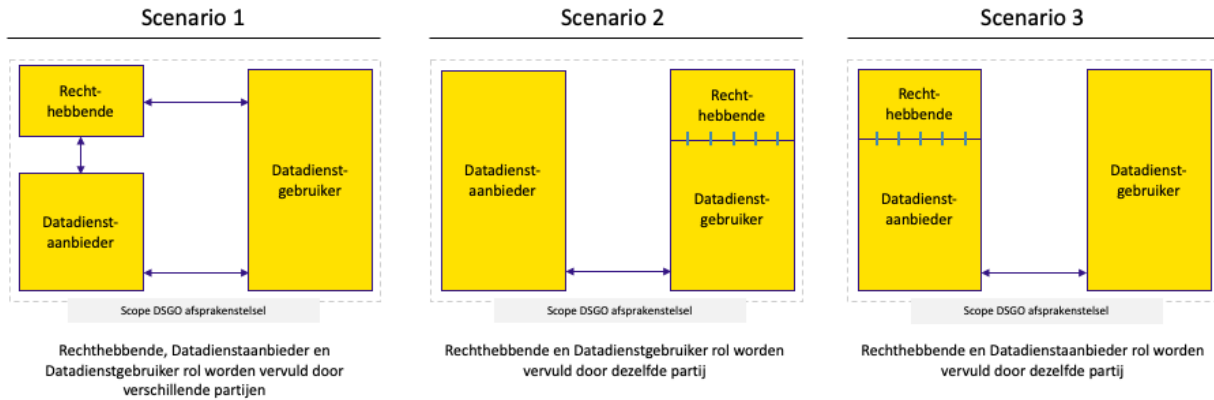 Scenario 1
Recht-
hebbende
Datadienst-
aanbieder
Datadienst-
gebruiker
Scope DSGO afsprakenstelsel
Rechthebbende, Datadienstaanbieder en
Datadienstgebruiker rol worden vervuld door
verschillende partijen
Scenario 2
Datadienst-
aanbieder
Recht-
hebbende
Datadienst-
gebruiker
Scope DSGO afsprakenstelsel
Rechthebbende en Datadienstgebruiker rol worden
vervuld door dezelfde partij
Scenario 3
Recht-
hebbende
Datadienst-
aanbieder
Datadienst-
gebruiker
Scope DSGO afsprakenstelsel
Rechthebbende en Datadienstaanbieder rol worden
vervuld door dezelfde partij